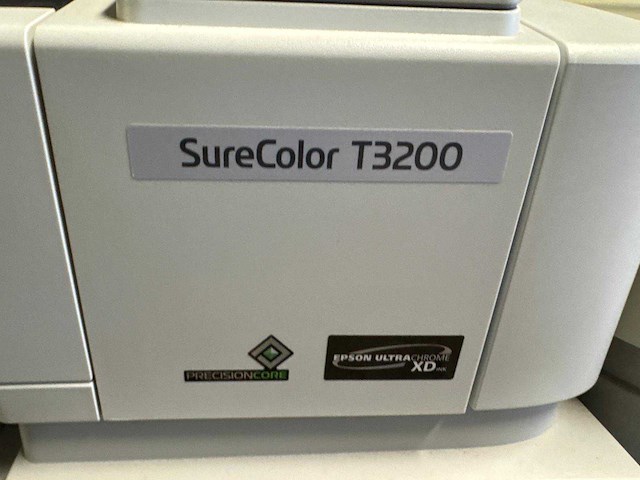 SureColor T3200
PRECISIONCORE
EPSON ULTRACHROME
XD INK